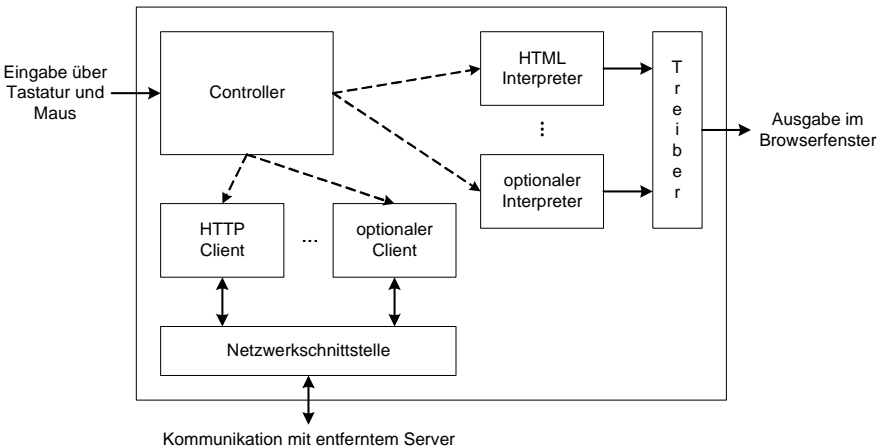 Eingabe über
Tastatur und
Maus
Controller
HTML
Interpreter
...
optionaler
Interpreter
Treiber
Ausgabe im
Browserfenster
HTTP
Client
...
optionaler
Client
Netzwerkschnittstelle
Kommunikation mit entferntem Server